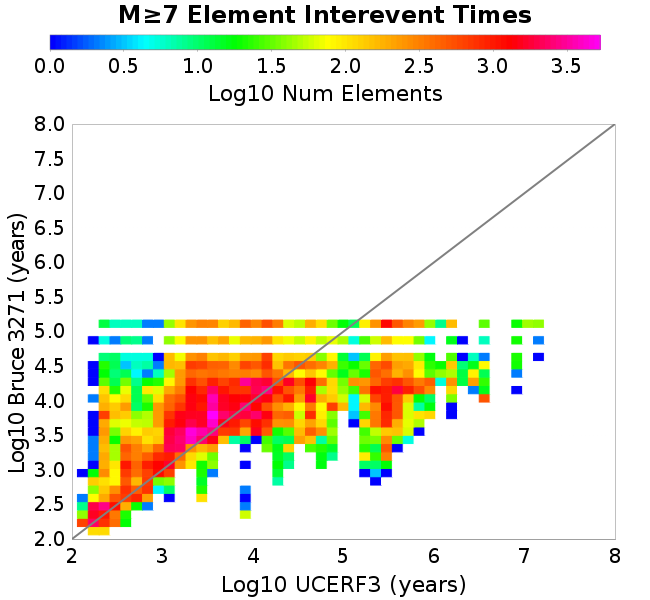 M≥7 Element Interevent Times
0.0 0.5 1.0 1.5 2.0 2.5 3.0 3.5
Log10 Num Elements
8.0
7.5
7.0
6.5
6.0
5.5
5.0
4.5
4.0
3.5
3.0
2.5
2.0
Log10 Bruce 3271 (years)
2 3 4 5 6 7 8
Log10 UCERF3 (years)